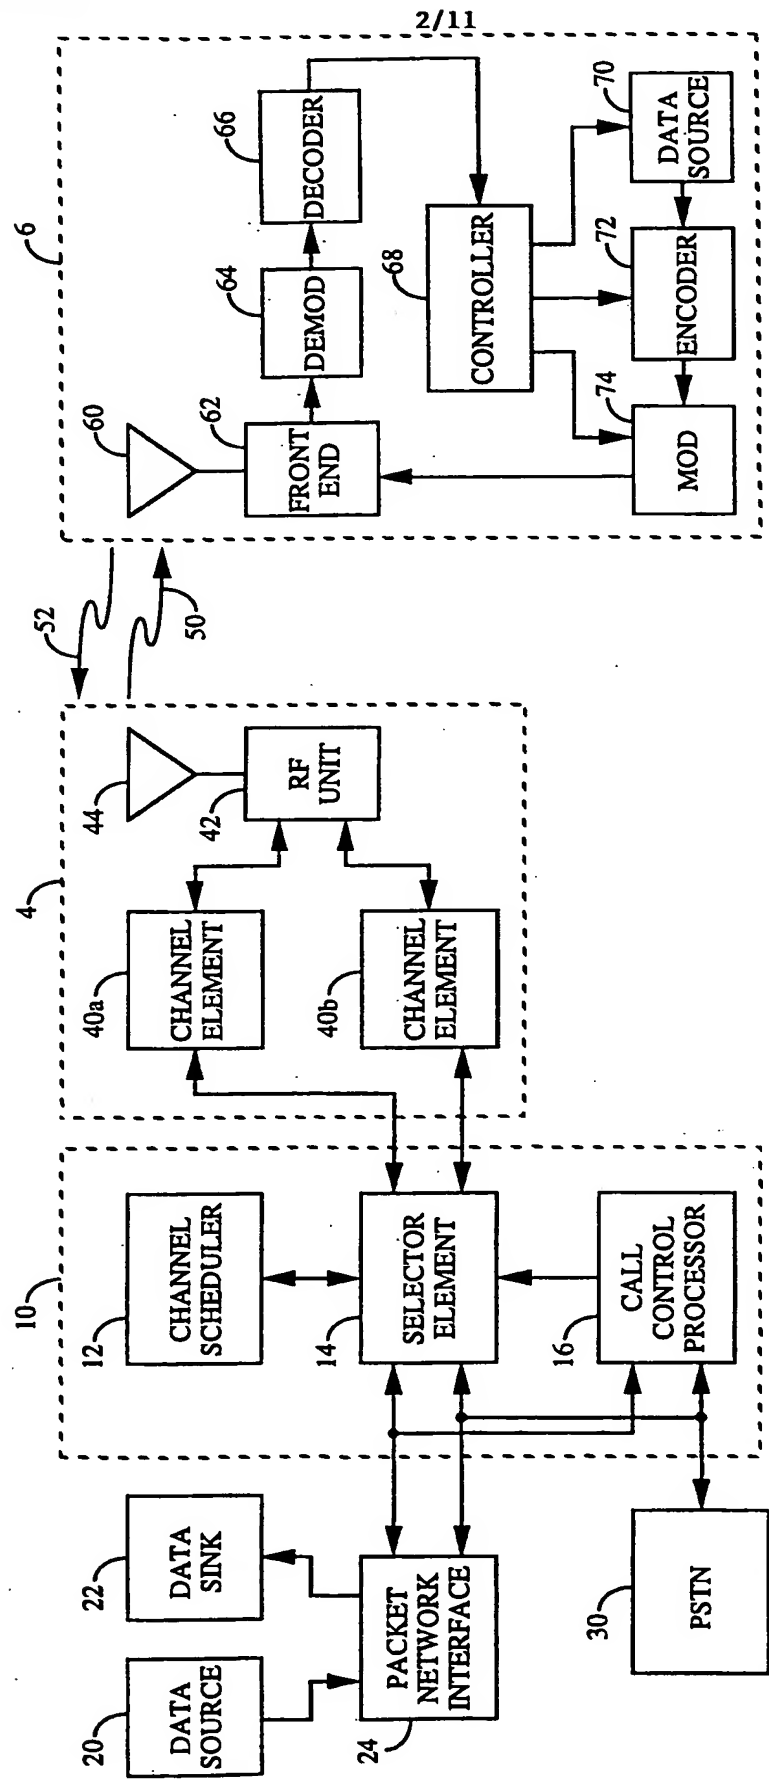 2/11
6
60
62
FRONT
END
64
DEMOD
66
DECODER
68
CONTROLLER
70
DATA
SOURCE
72
ENCODER
74
MOD
52
50
4
44
42
RF
UNIT
40a
CHANNEL
ELEMENT
40b
CHANNEL
ELEMENT
10
12
CHANNEL
SCHEDULER
14
SELECTOR
ELEMENT
16
CALL
CONTROL
PROCESSOR
22
DATA
SINK
20
DATA
SOURCE
24
PACKET
NETWORK
INTERFACE
30
PSTN